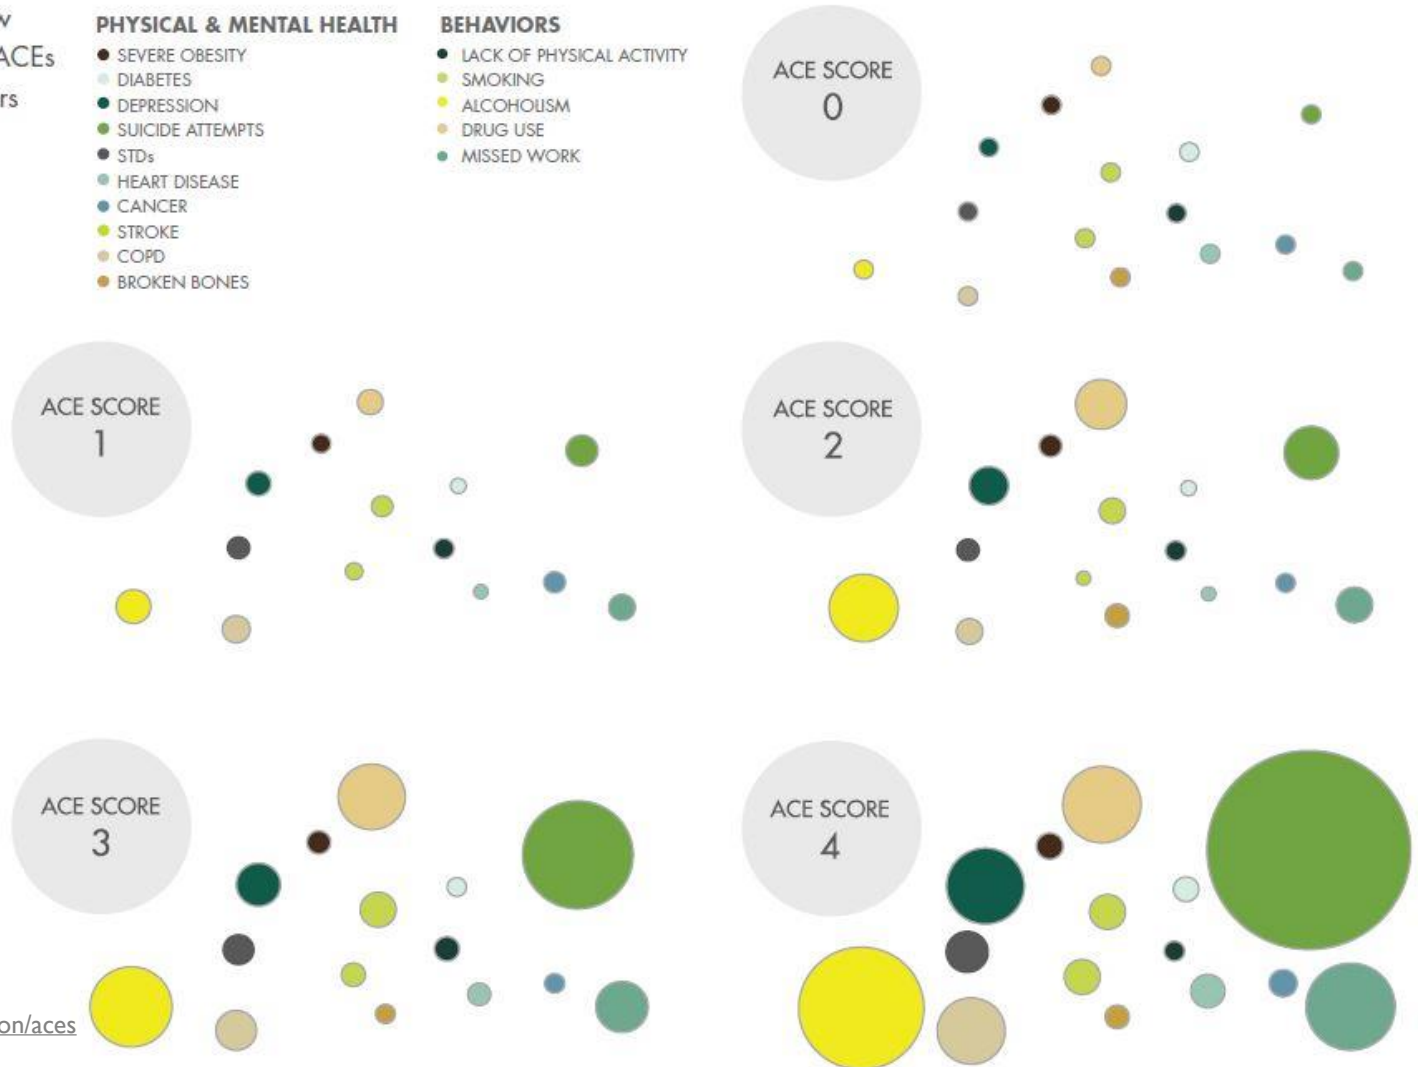 PHYSICAL & MENTAL HEALTH
SEVERE OBESITY
DIABETES
DEPRESSION
SUICIDE ATTEMPTS
STDs
HEART DISEASE
CANCER
STROKE
COPD
BROKEN BONES
BEHAVIORS
LACK OF PHYSICAL ACTIVITY
SMOKING
ALCOHOLISM
DRUG USE
MISSED WORK
ACEs
rs
ACE SCORE
0
ACE SCORE
1
ACE SCORE
2
ACE SCORE
3
ACE SCORE
4
on/aces